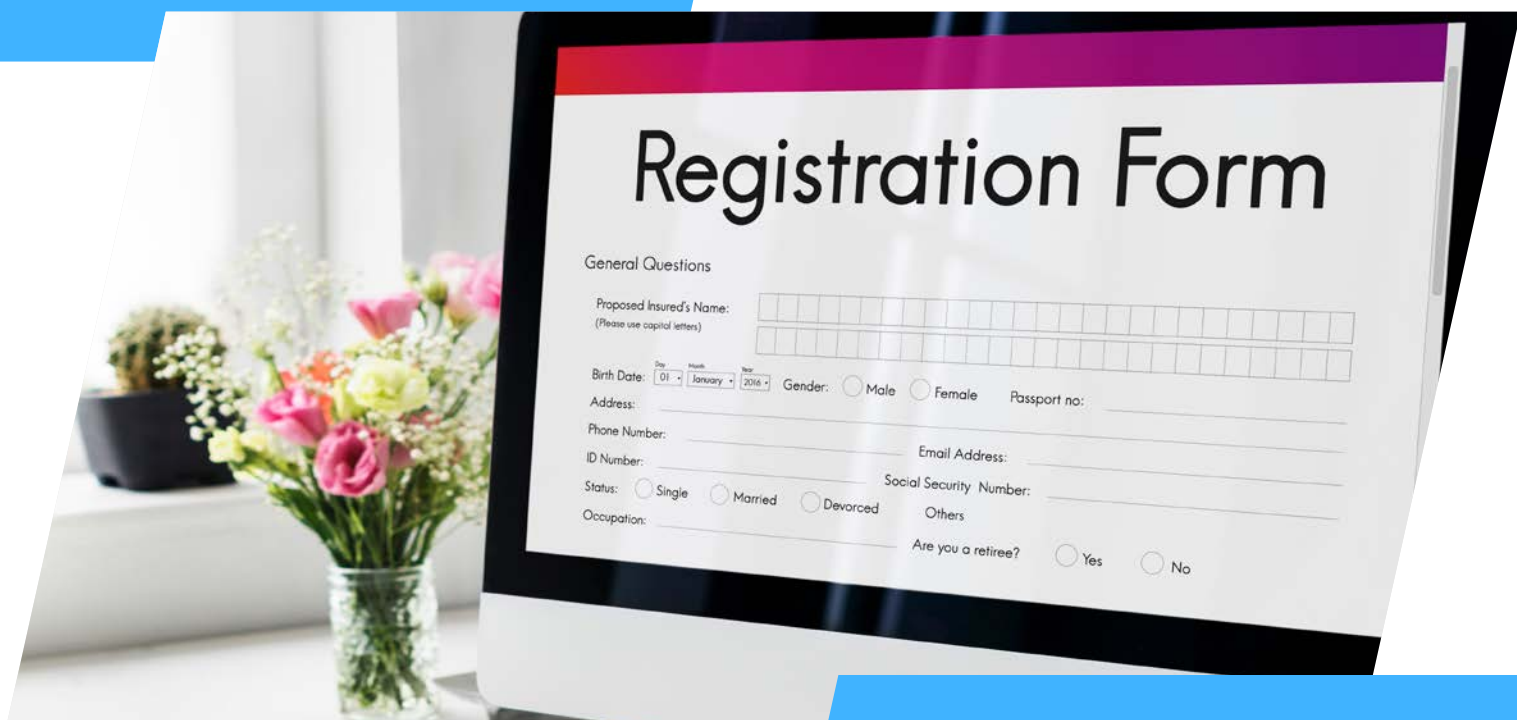 Registration Form
General Questions
Proposed Insured's Name:
(Please use capital letters)
Day Month Year
Birth Date: 01 January 2016 Gender: Male Female Passport no:
Address:
Phone Number: Email Address:
ID Number: Social Security Number:
Status: Single Married Devorced Others
Occupation: Are you a retiree? Yes No